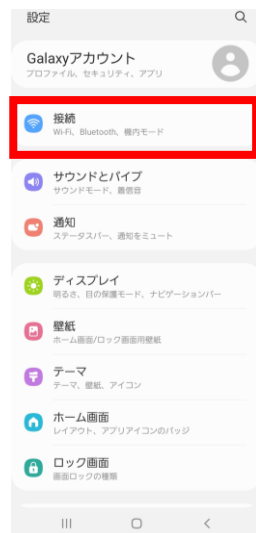 設定
Galaxyアカウント
プロファイル、セキュリティ、アプリ
接続
Wi-Fi、Bluetooth、機内モード
サウンドとバイブ
サウンドモード、着信音
通知
ステータスバー、通知をミュート
ディスプレイ
明るさ、目の保護モード、ナビゲーションバー
壁紙
ホーム画面/ロック画面用壁紙
テーマ
テーマ、壁紙、アイコン
ホーム画面
レイアウト、アプリアイコンのバッジ
ロック画面
画面ロックの種類